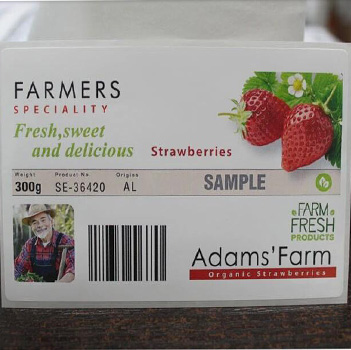 FARMERS
SPECIALITY
Fresh,sweet
and delicious
Strawberries
Weight Product No. Origins
300g SE-36420 AL SAMPLE
FARM
FRESH
PRODUCTS
Adams'Farm
Organic Strawberries